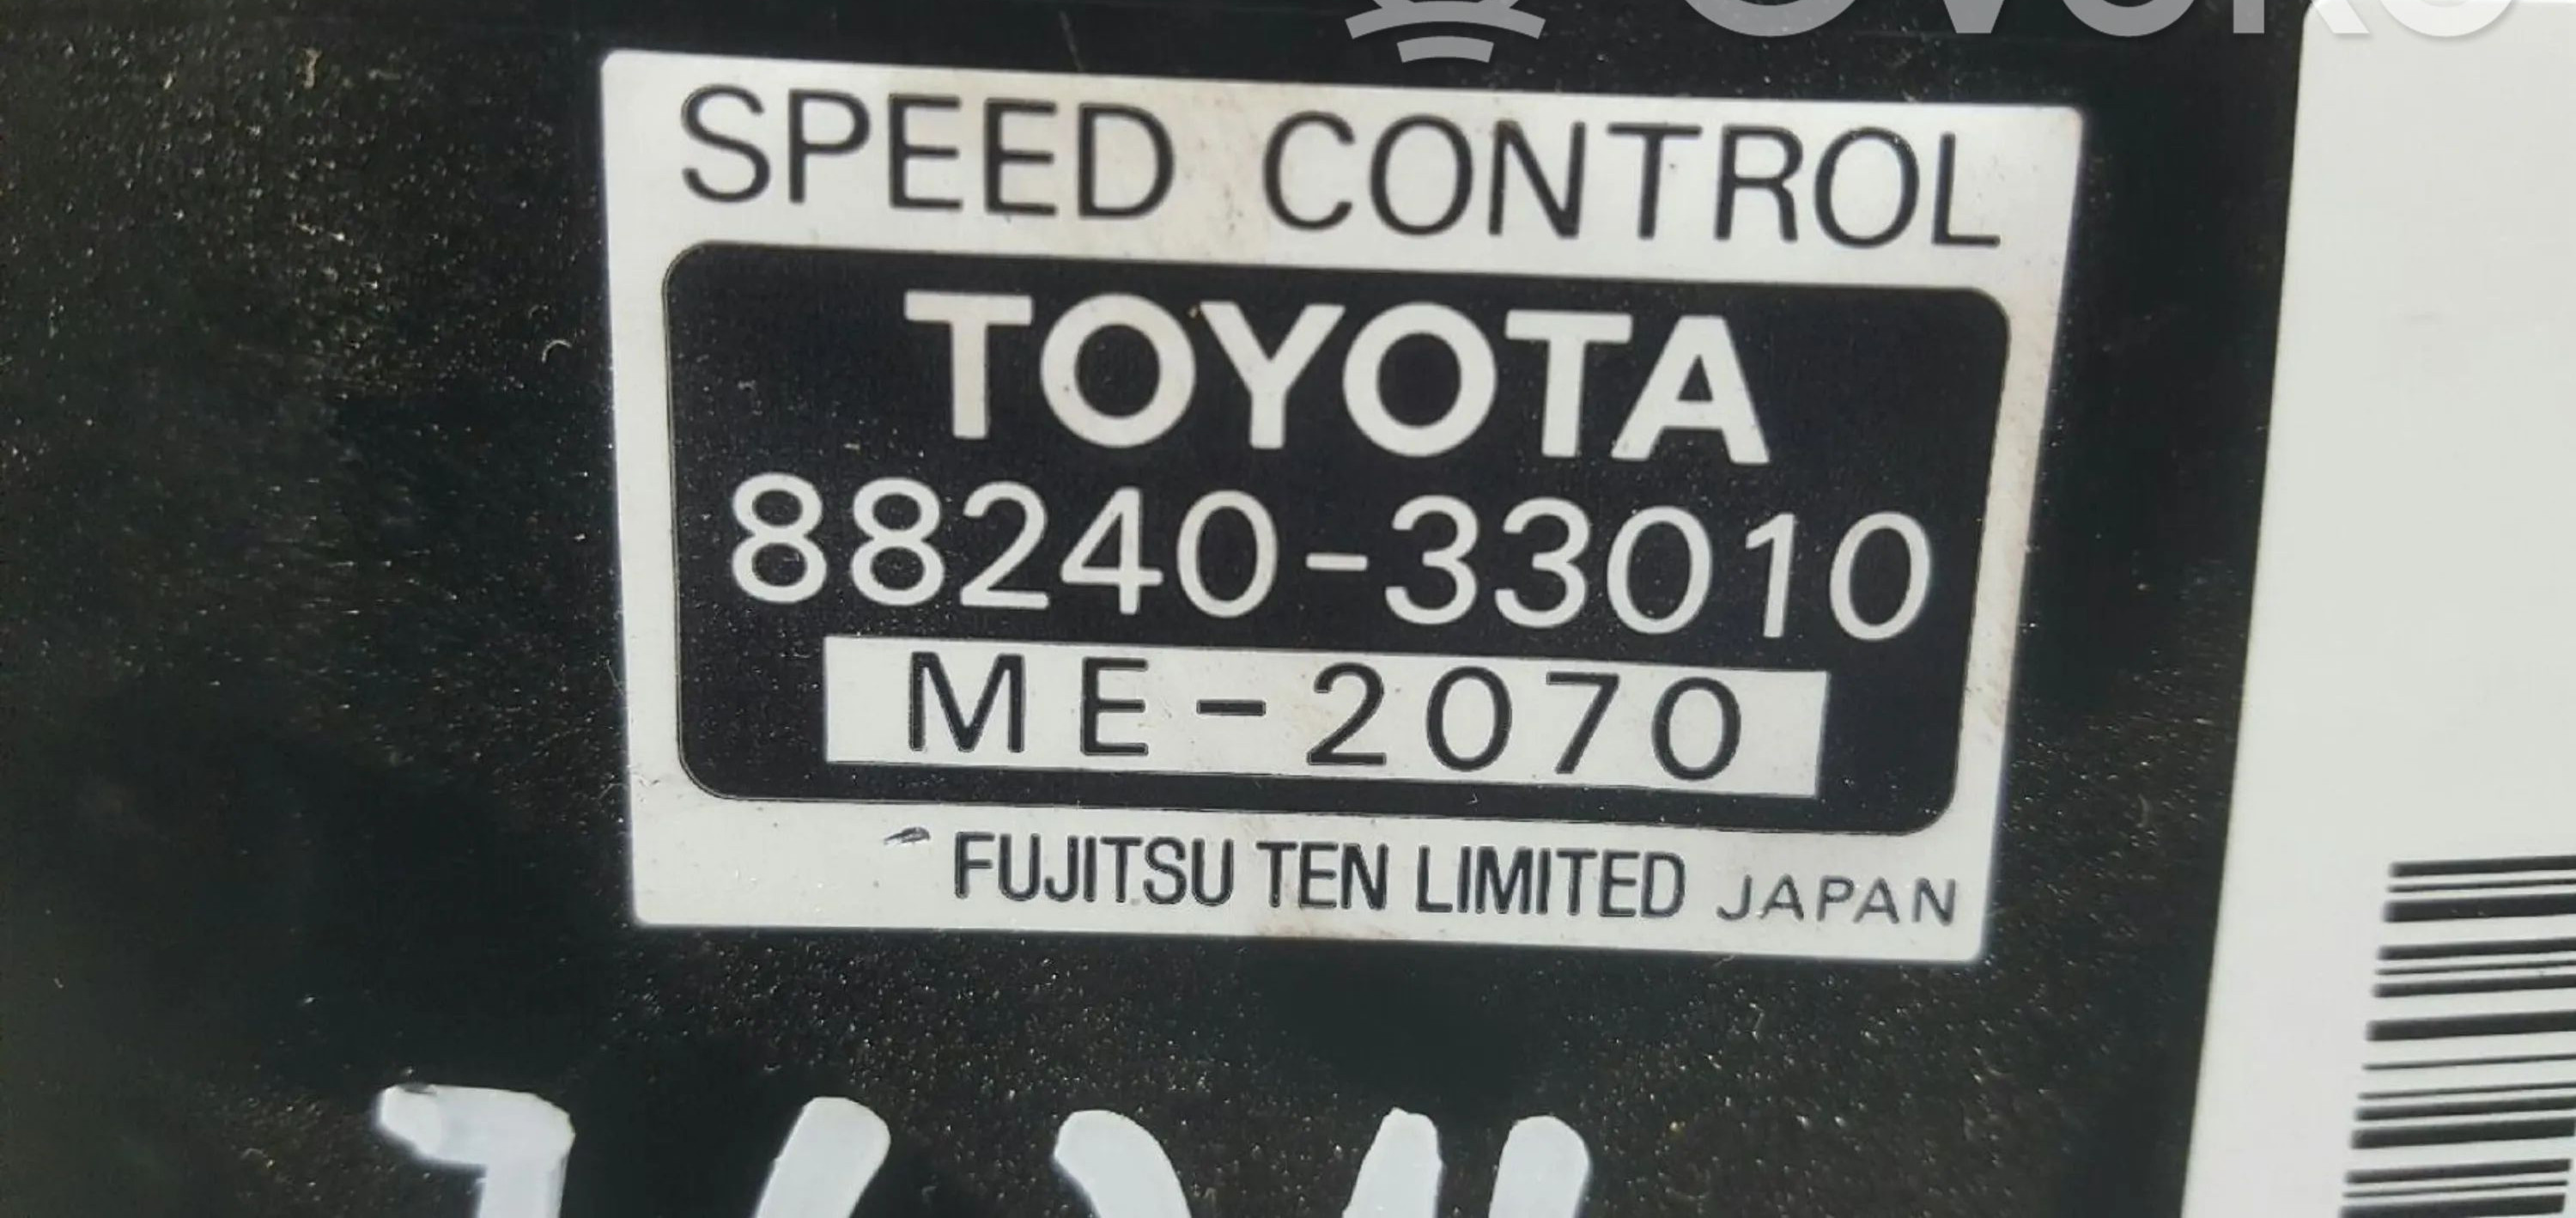 SPEED CONTROL
TOYOTA
88240-33010
ME-2070
FUJITSU TEN LIMITED JAPAN